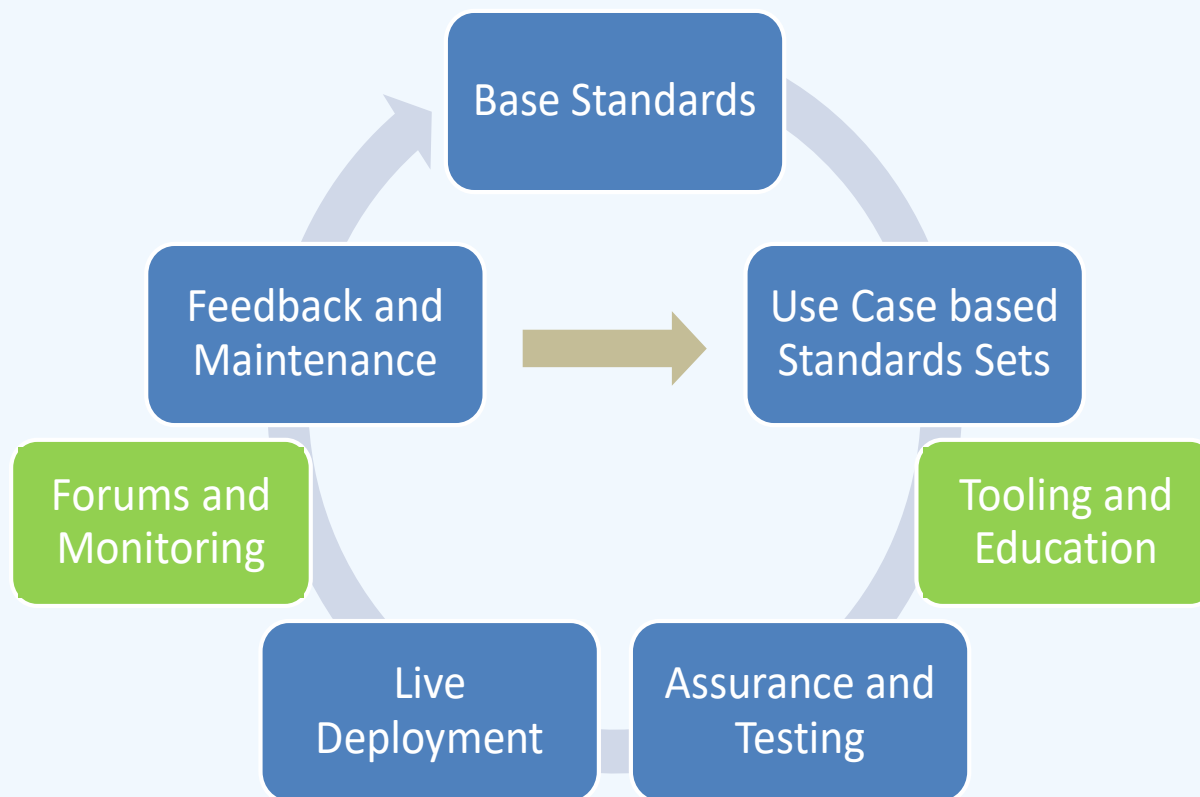 Base Standards
Feedback and
Maintenance
Use Case based
Standards Sets
Forums and
Monitoring
Tooling and
Education
Live
Deployment
Assurance and
Testing